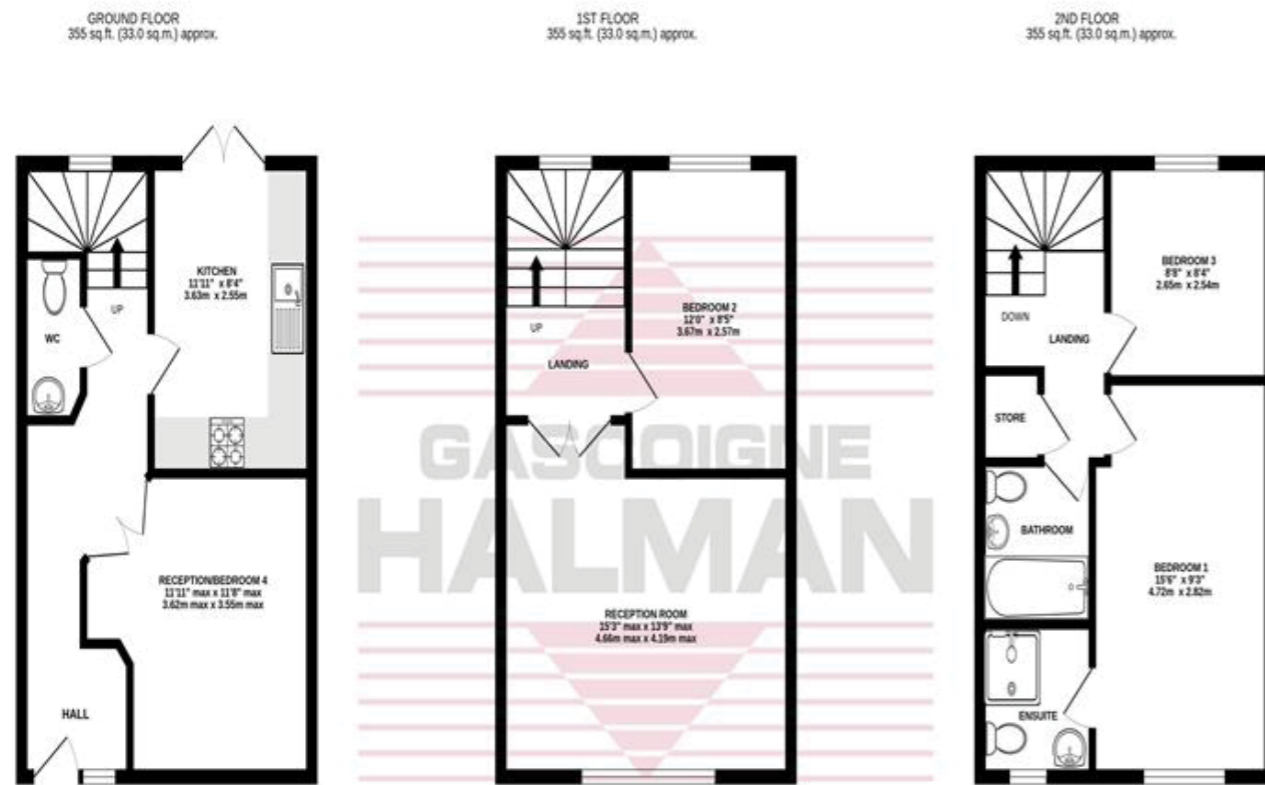 GROUND FLOOR
355 sq.ft. (33.0 sq.m.) approx.
1ST FLOOR
355 sq.ft. (33.0 sq.m.) approx.
2ND FLOOR
355 sq.ft. (33.0 sq.m.) approx.
KITCHEN
11'11" x 8'4"
3.63m x 2.55m
UP
WC
RECEPTION/BEDROOM 4
11'11" max x 11'8" max
3.62m max x 3.55m max
HALL
BEDROOM 2
12'0" x 8'5"
3.67m x 2.57m
UP
LANDING
RECEPTION ROOM
15'3" max x 13'9" max
4.66m max x 4.19m max
BEDROOM 3
8'8" x 8'4"
2.65m x 2.54m
DOWN
LANDING
STORE
BATHROOM
BEDROOM 1
15'6" x 9'3"
4.72m x 2.82m
ENSUITE
GASCOIGNE
HALMAN